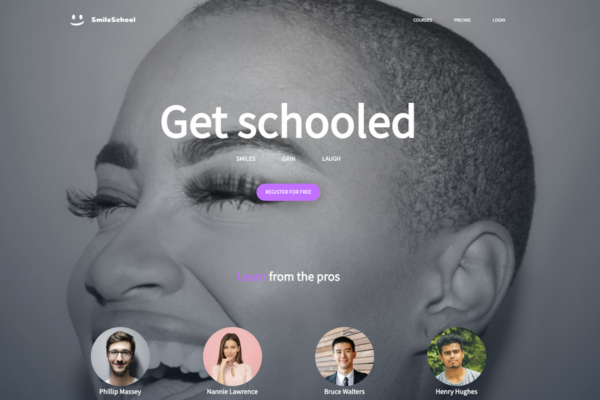 SmileSchool
COURSES PRICING LOGIN
Get schooled
SMILES GRIN LAUGH
REGISTER FOR FREE
Learn from the pros
Phillip Massey Nannie Lawrence Bruce Walters Henry Hughes